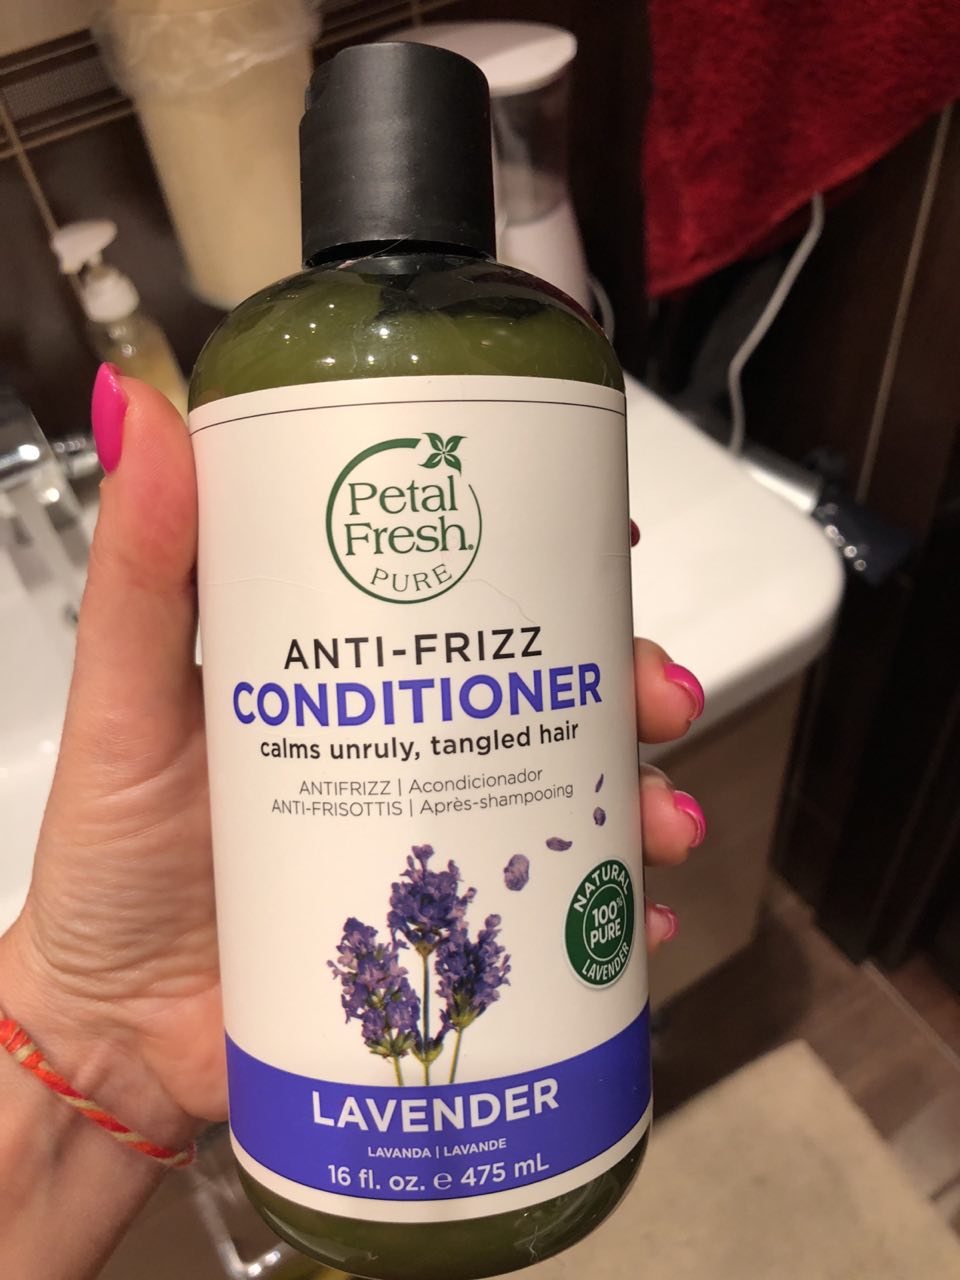 Petal
Fresh.
PURE
ANTI-FRIZZ
CONDITIONER
calms unruly, tangled hair
ANTIFRIZZ | Acondicionador
ANTI-FRISOTTIS | Après-shampooing
NATURAL
100%
PURE
LAVENDER
LAVENDER
LAVANDA | LAVANDE
16 fl. oz. ℮ 475 mL